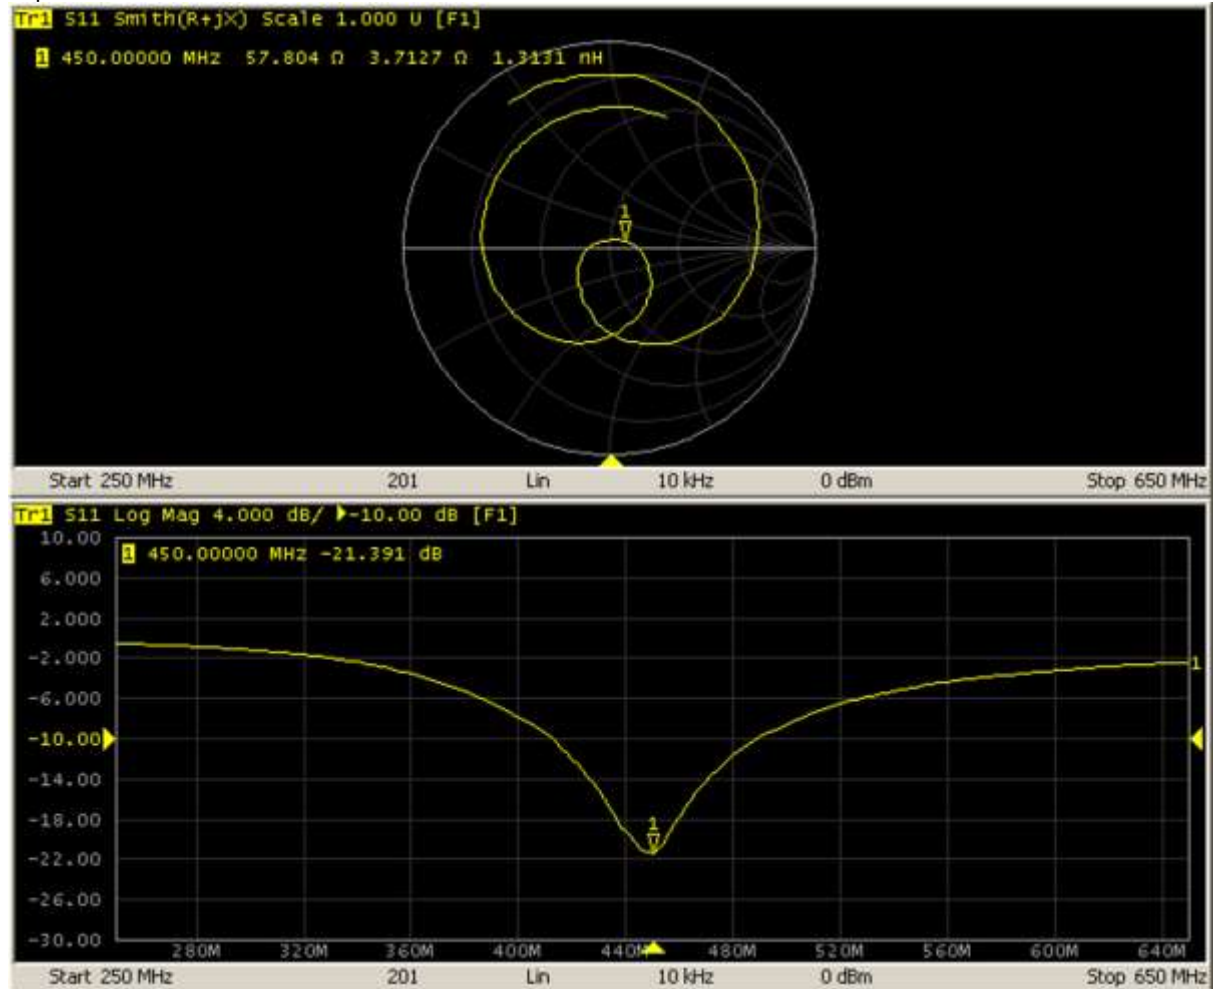 Tr1 S11 Smith(R+jX) Scale 1.000 U [F1]
1 450.00000 MHz 57.804 Ω 3.7127 Ω 1.3131 nH
1
Start 250 MHz 201 Lin 10 kHz 0 dBm Stop 650 MHz
Tr1 S11 Log Mag 4.000 dB/ -10.00 dB [F1]
10.00
1 450.00000 MHz -21.391 dB
6.000
2.000
-2.000
1
-6.000
-10.00
-14.00
-18.00
1
-22.00
-26.00
-30.00
280M 320M 360M 400M 440M 480M 520M 560M 600M 640M
Start 250 MHz 201 Lin 10 kHz 0 dBm Stop 650 MHz